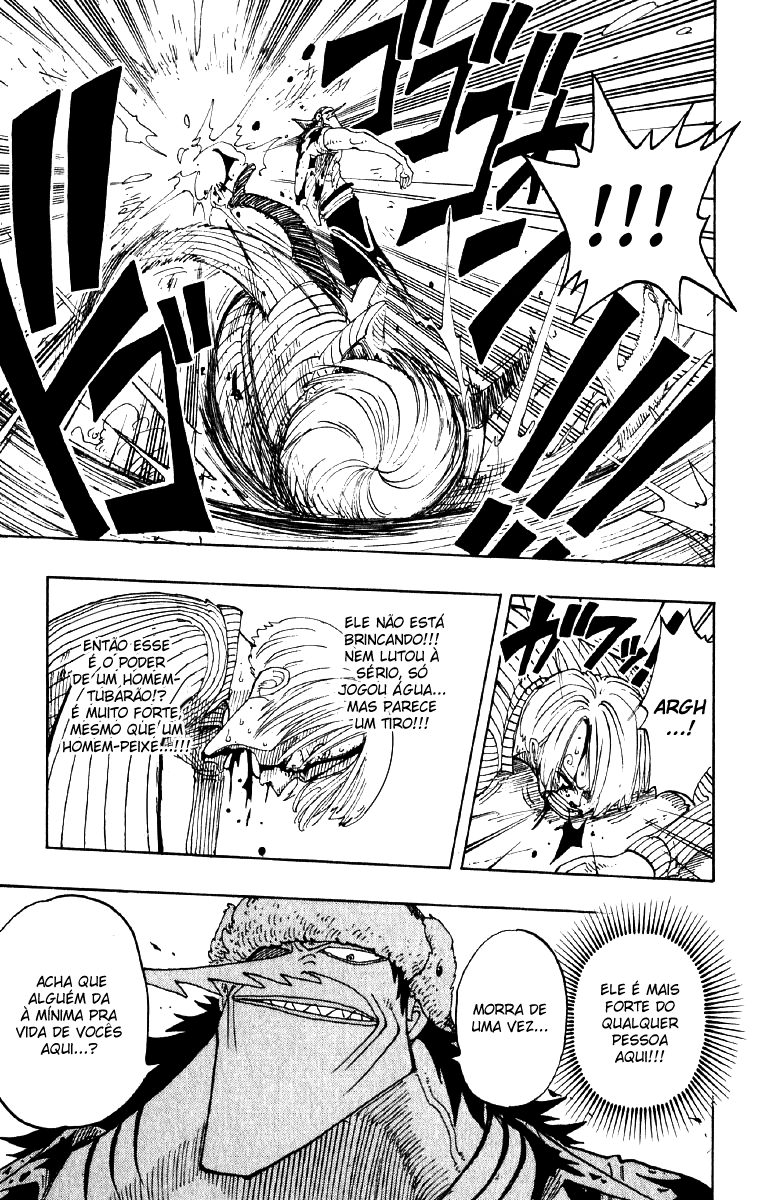 ゴゴオオオ
!!!
ドド!!
!!!
ガフッ!!
ARGH
...!
ELE NÃO ESTÁ
BRINCANDO!!!
NEM LUTOU À
SÉRIO, SÓ
JOGOU ÁGUA...
MAS PARECE
UM TIRO!!!
ENTÃO ESSE
É O PODER
DE UM HOMEM-
TUBARÃO!?
É MUITO FORTE,
MESMO QUE UM
HOMEM-PEIXE...!!!
ELE É MAIS
FORTE DO
QUALQUER
PESSOA
AQUI!!!
MORRA DE
UMA VEZ...
ACHA QUE
ALGUÉM DA
À MÍNIMA PRA
VIDA DE VOCÊS
AQUI...?